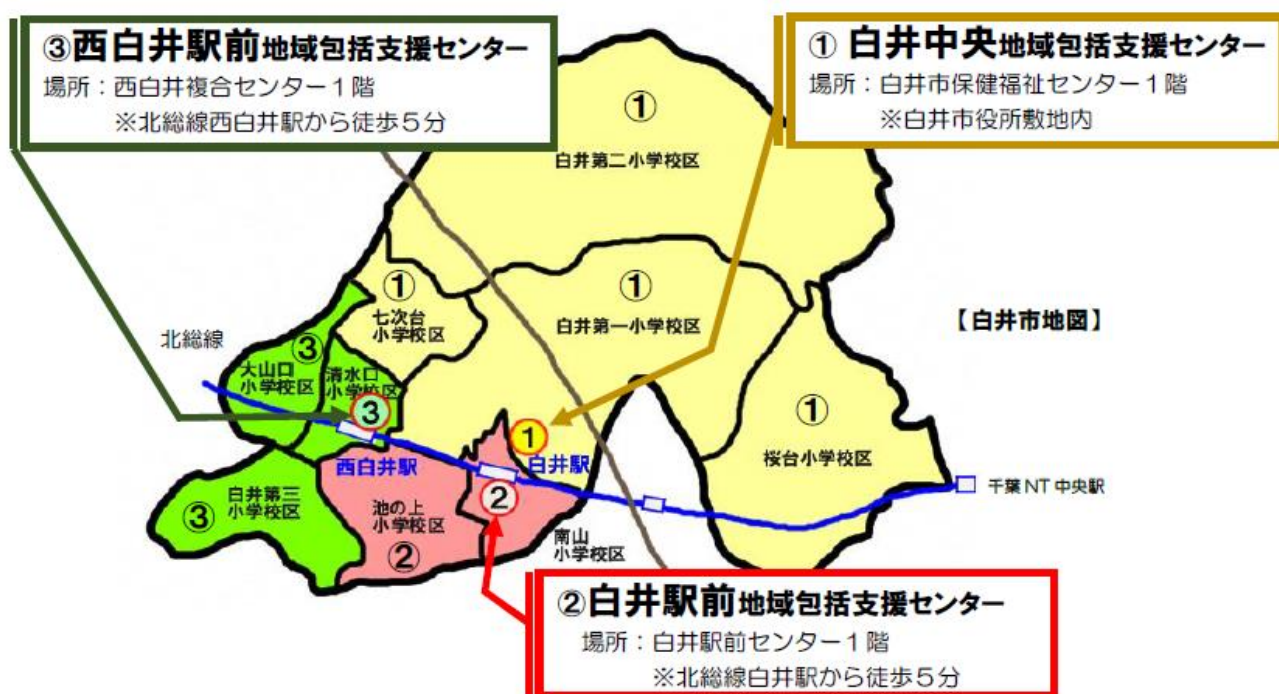 ③西白井駅前地域包括支援センター
場所：西白井複合センター１階
※北総線西白井駅から徒歩５分
① 白井中央地域包括支援センター
場所：白井市保健福祉センター１階
※白井市役所敷地内
①
白井第二小学校区
①
七次台
小学校区
①
白井第一小学校区
【白井市地図】
北総線
③
大山口
小学校区
清水口
小学校区
③
①
桜台小学校区
①
白井駅
西白井駅
千葉NT中央駅
②
白井第三
小学校区
③
池の上
小学校区
②
南山
小学校区
②白井駅前地域包括支援センター
場所：白井駅前センター１階
※北総線白井駅から徒歩５分